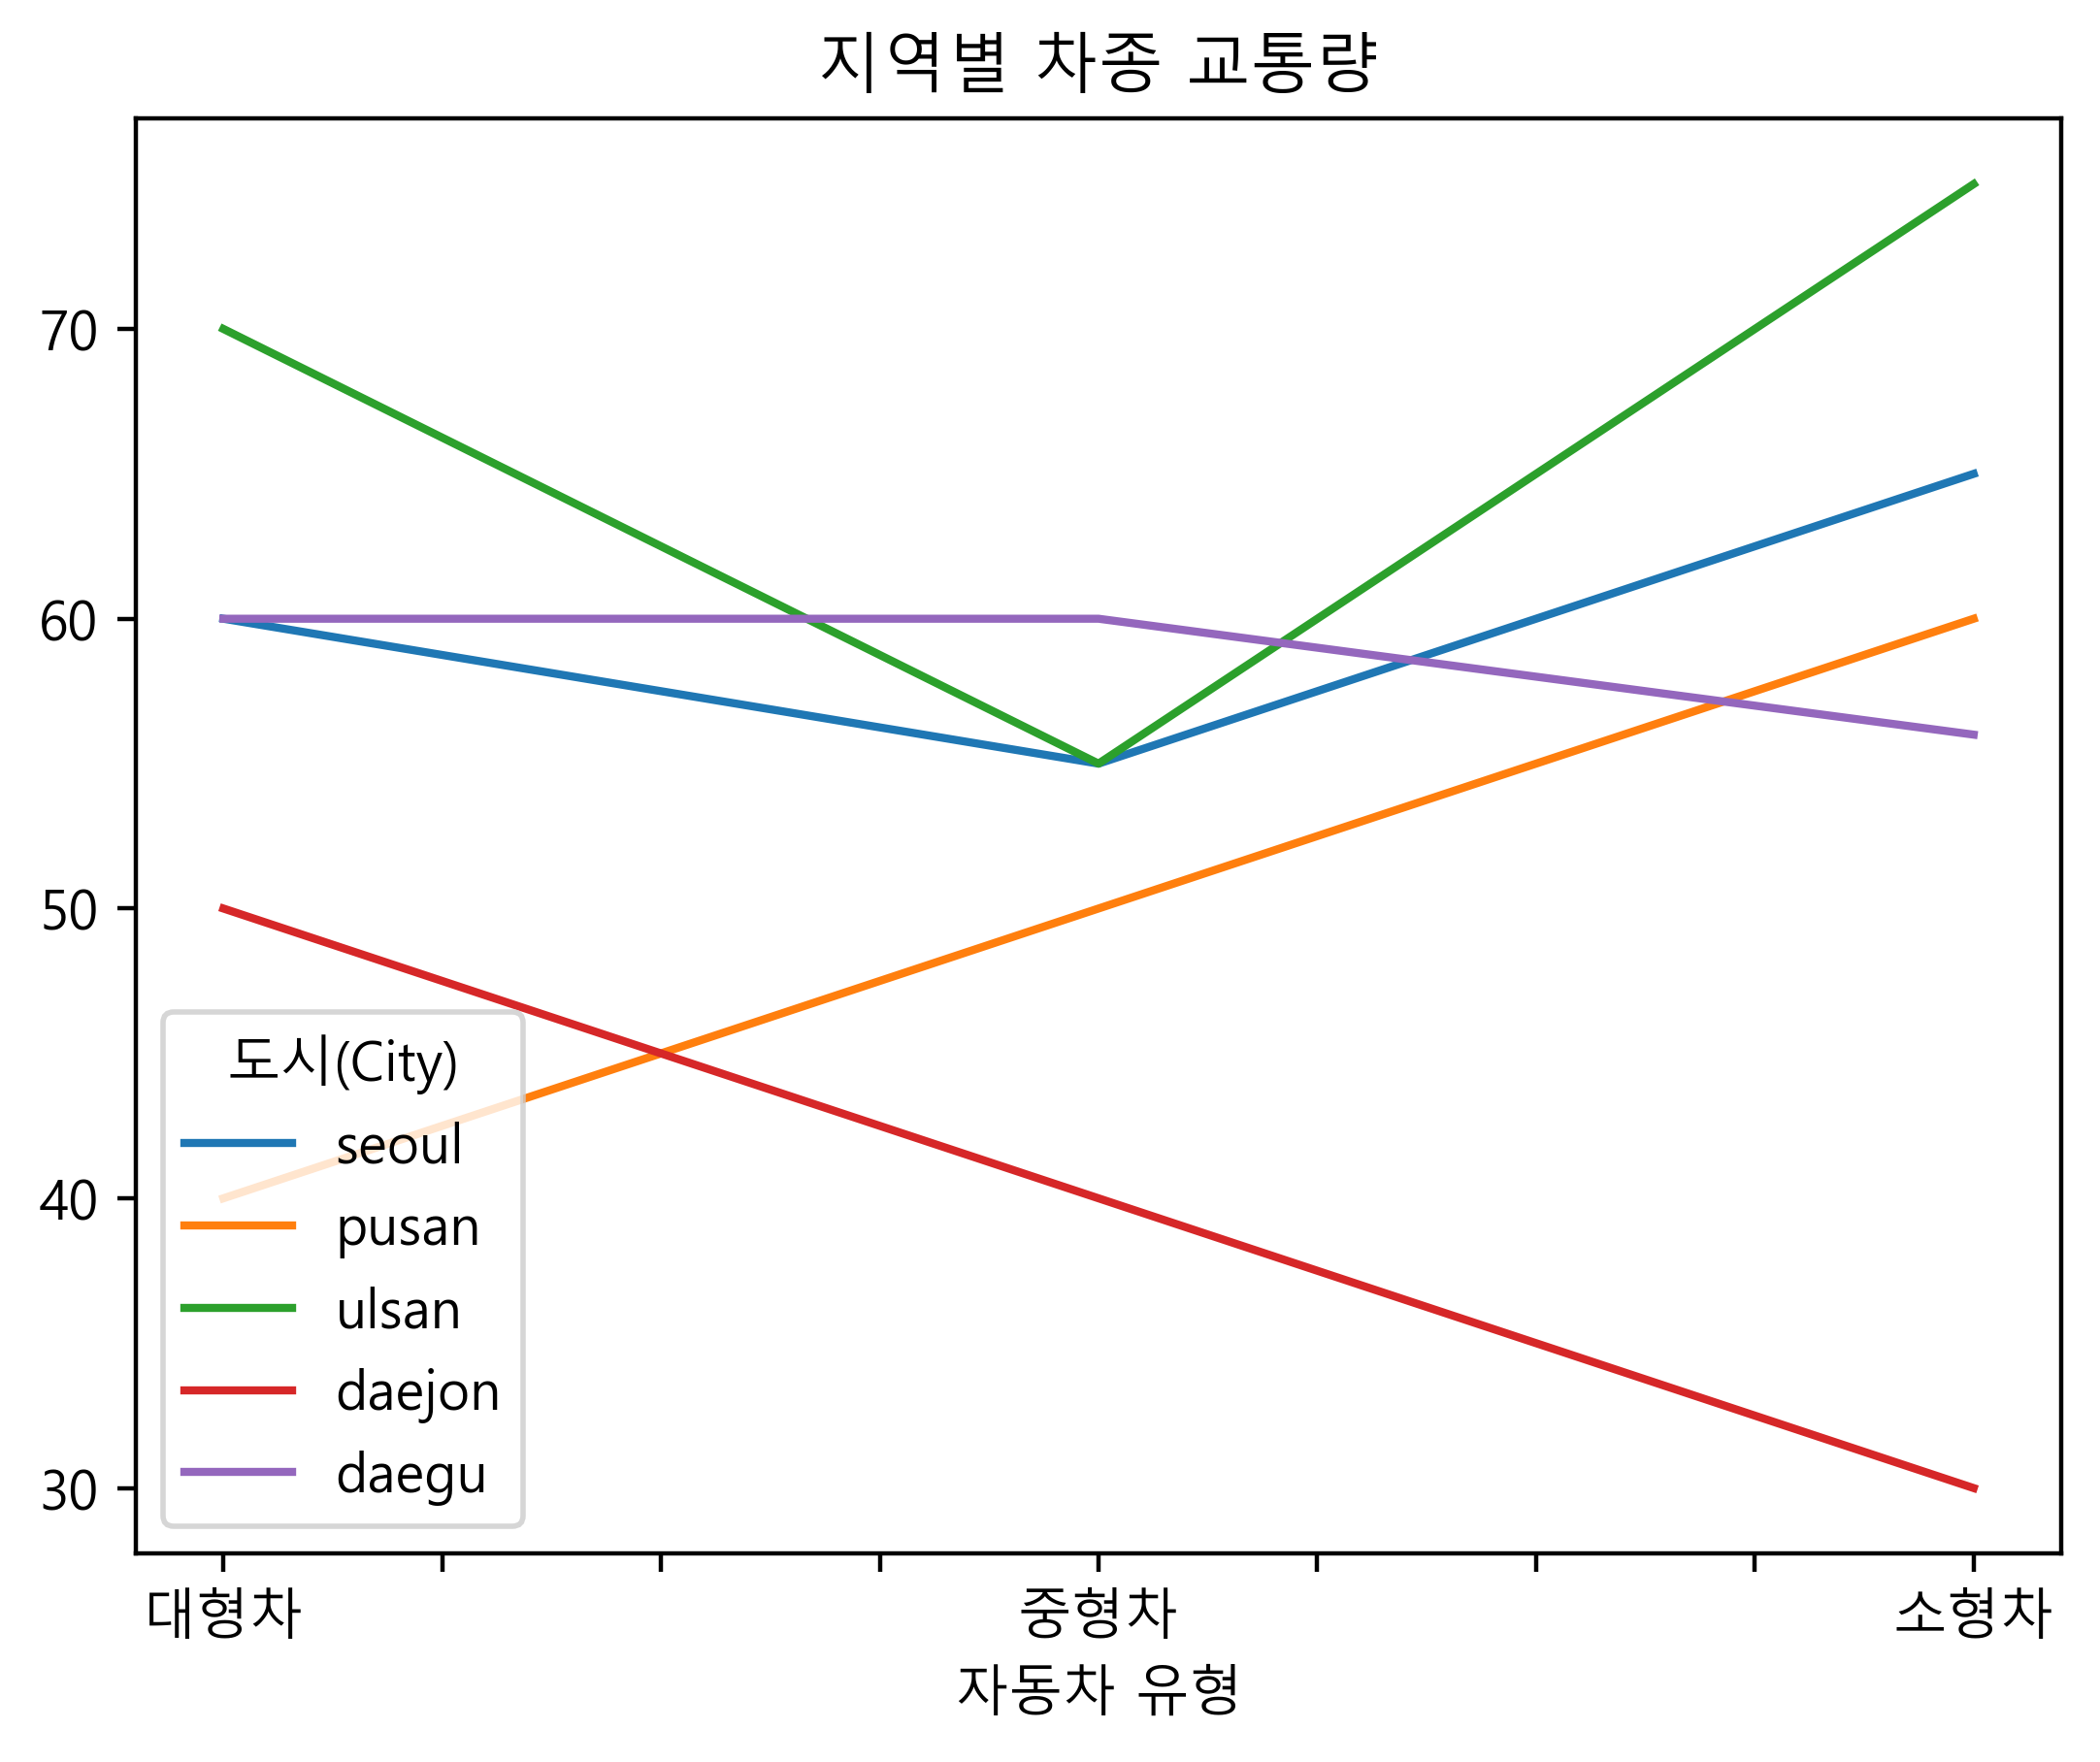 지역별 차종 교통량
70
60
50
40
30
도시(City)
seoul
pusan
ulsan
daejon
daegu
대형차 중형차 소형차
자동차 유형